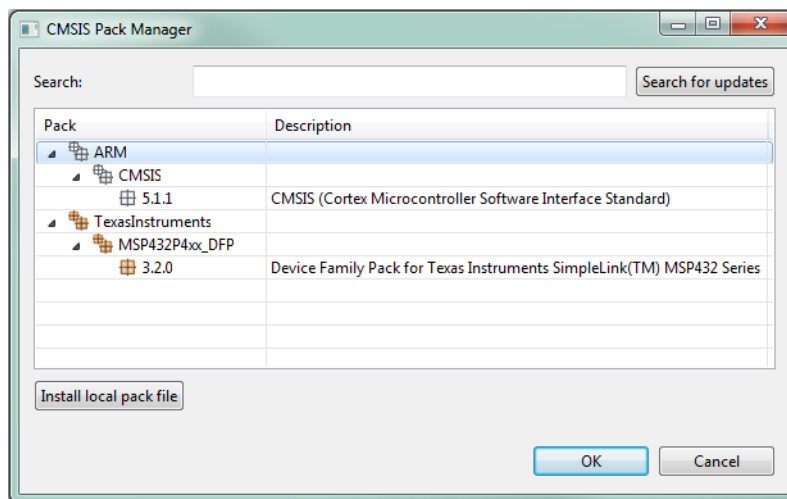 CMSIS Pack Manager
Search:
Search for updates
Pack Description
ARM
CMSIS
5.1.1 CMSIS (Cortex Microcontroller Software Interface Standard)
TexasInstruments
MSP432P4xx_DFP
3.2.0 Device Family Pack for Texas Instruments SimpleLink(TM) MSP432 Series
Install local pack file
OK Cancel